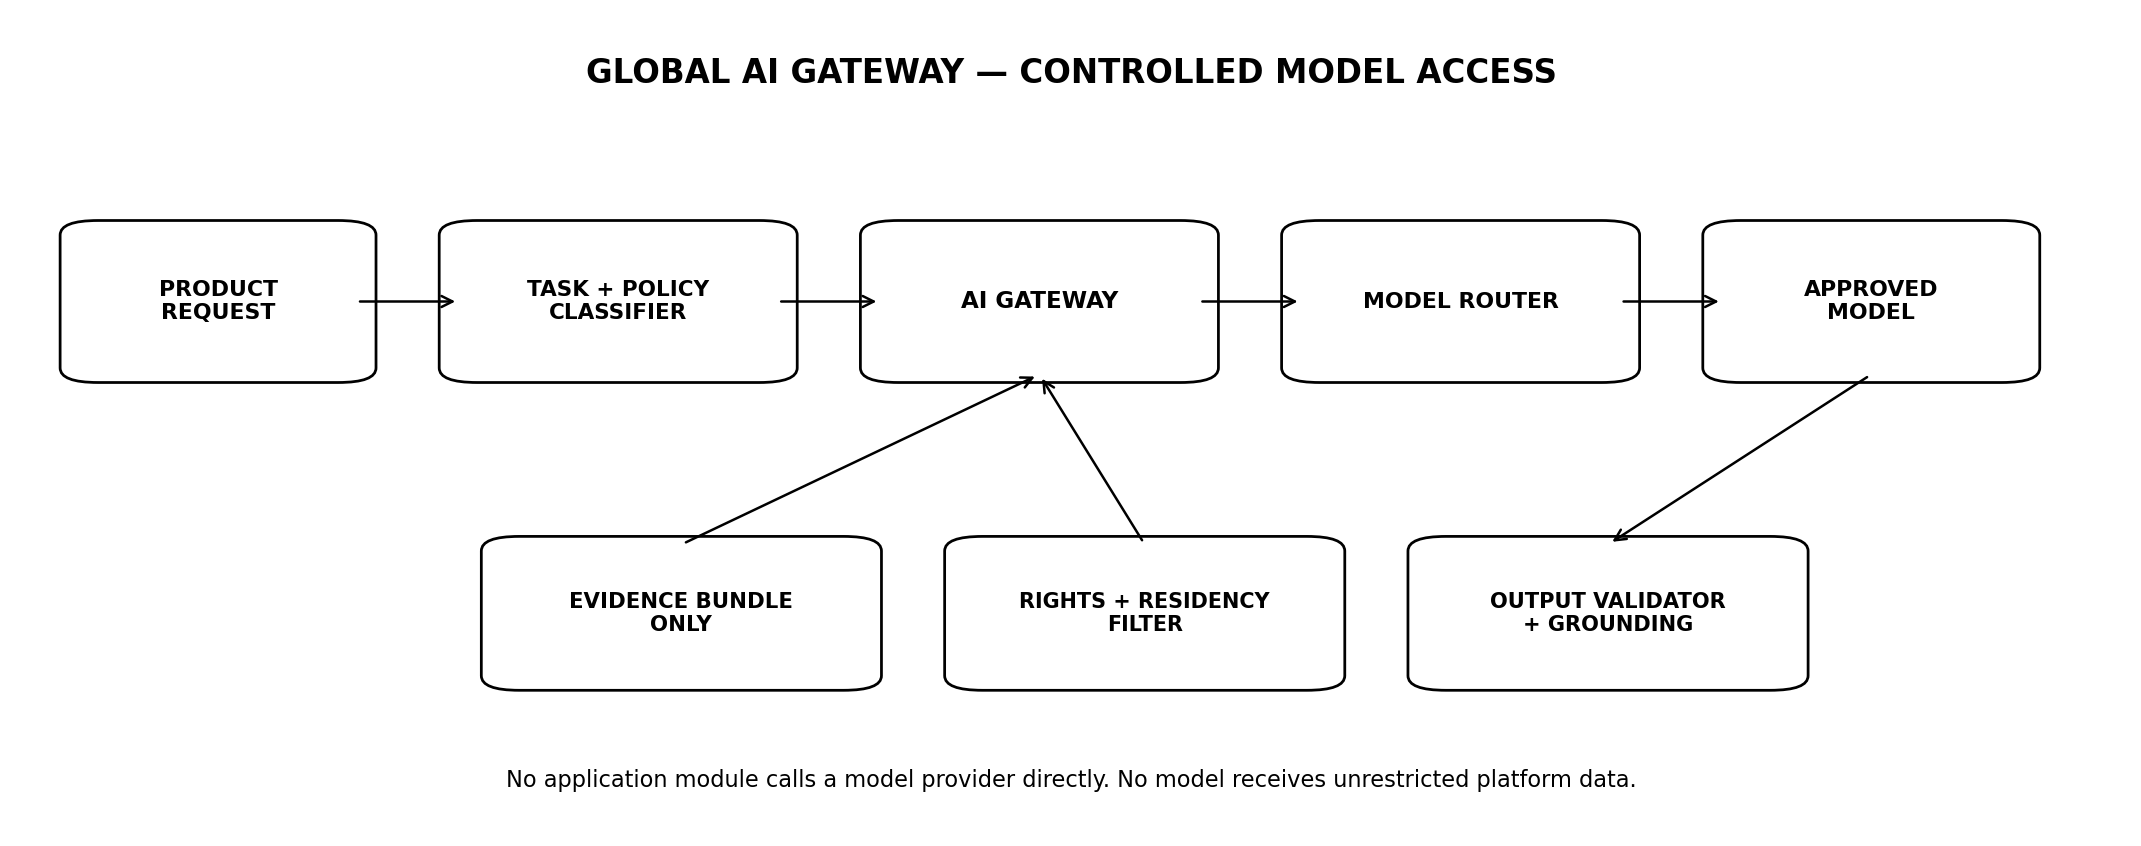 GLOBAL AI GATEWAY — CONTROLLED MODEL ACCESS
PRODUCT
REQUEST
TASK + POLICY
CLASSIFIER
AI GATEWAY
MODEL ROUTER
APPROVED
MODEL
EVIDENCE BUNDLE
ONLY
RIGHTS + RESIDENCY
FILTER
OUTPUT VALIDATOR
+ GROUNDING
No application module calls a model provider directly. No model receives unrestricted platform data.